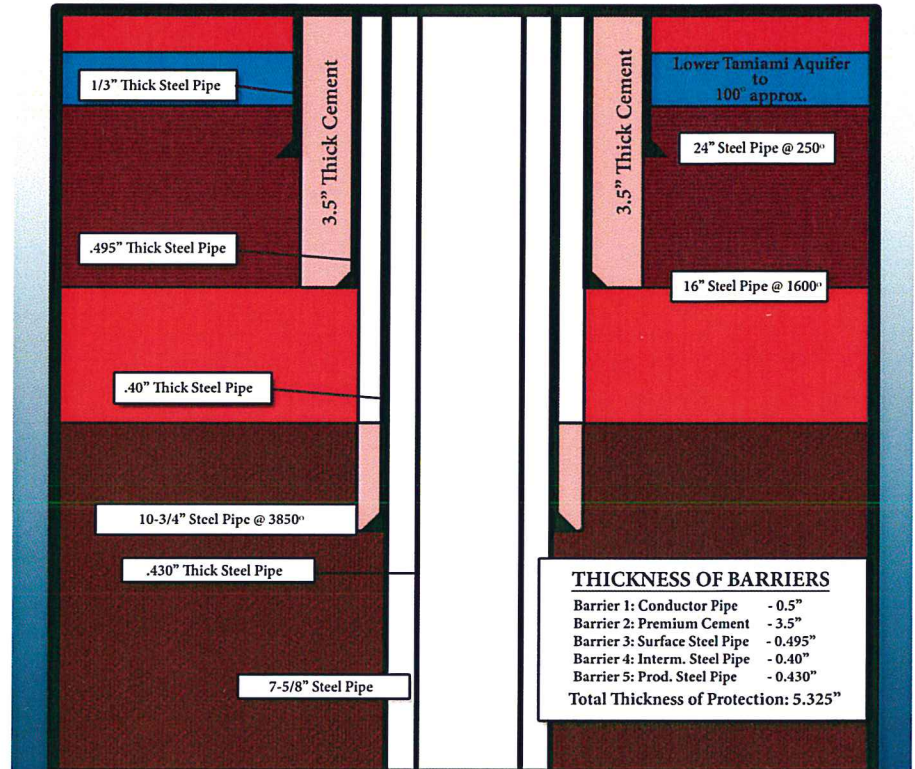 1/3” Thick Steel Pipe
3.5” Thick Cement
3.5” Thick Cement
Lower Tamiami Aquifer
to
100' approx.
24” Steel Pipe @ 250'
.495” Thick Steel Pipe
16” Steel Pipe @ 1600'
.40” Thick Steel Pipe
10-3/4” Steel Pipe @ 3850'
.430” Thick Steel Pipe
7-5/8” Steel Pipe
THICKNESS OF BARRIERS
Barrier 1: Conductor Pipe - 0.5”
Barrier 2: Premium Cement - 3.5”
Barrier 3: Surface Steel Pipe - 0.495”
Barrier 4: Interm. Steel Pipe - 0.40”
Barrier 5: Prod. Steel Pipe - 0.430”
Total Thickness of Protection: 5.325”